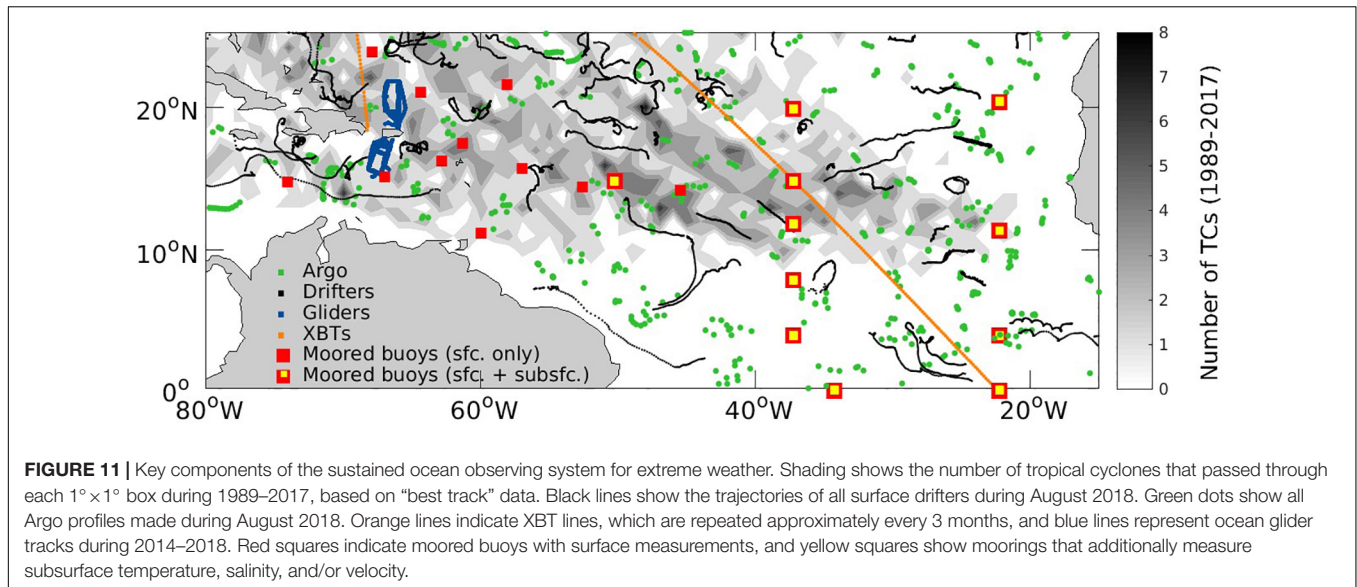 20°N
10°N
0°
80°W
60°W
40°W
20°W
Argo
Drifters
Gliders
XBTs
Moored buoys (sfc. only)
Moored buoys (sfc. + subsfc.)
8
7
6
5
4
3
2
1
0
Number of TCs (1989-2017)
FIGURE 11 | Key components of the sustained ocean observing system for extreme weather. Shading shows the number of tropical cyclones that passed through
each 1° × 1° box during 1989–2017, based on “best track” data. Black lines show the trajectories of all surface drifters during August 2018. Green dots show all
Argo profiles made during August 2018. Orange lines indicate XBT lines, which are repeated approximately every 3 months, and blue lines represent ocean glider
tracks during 2014–2018. Red squares indicate moored buoys with surface measurements, and yellow squares show moorings that additionally measure
subsurface temperature, salinity, and/or velocity.